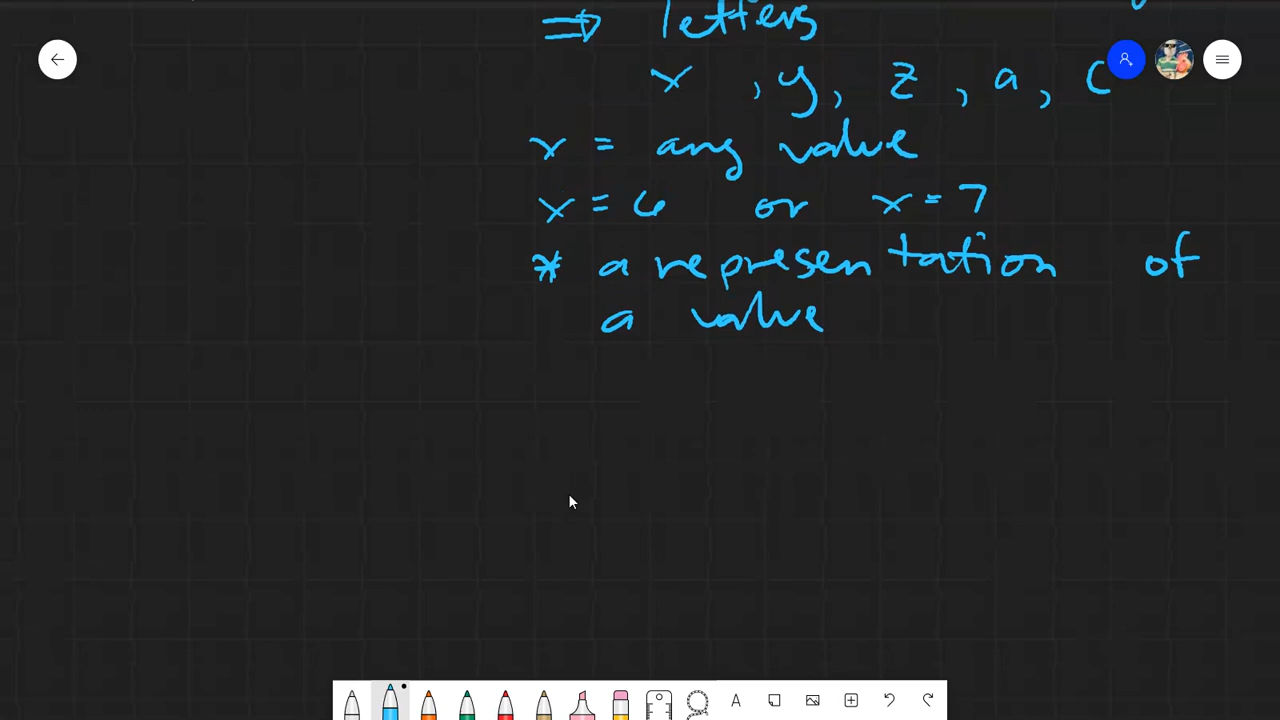 ⇒ letters
x , y, z , a, c
x = any value
x = 6 or x = 7
* a representation of
a value
A